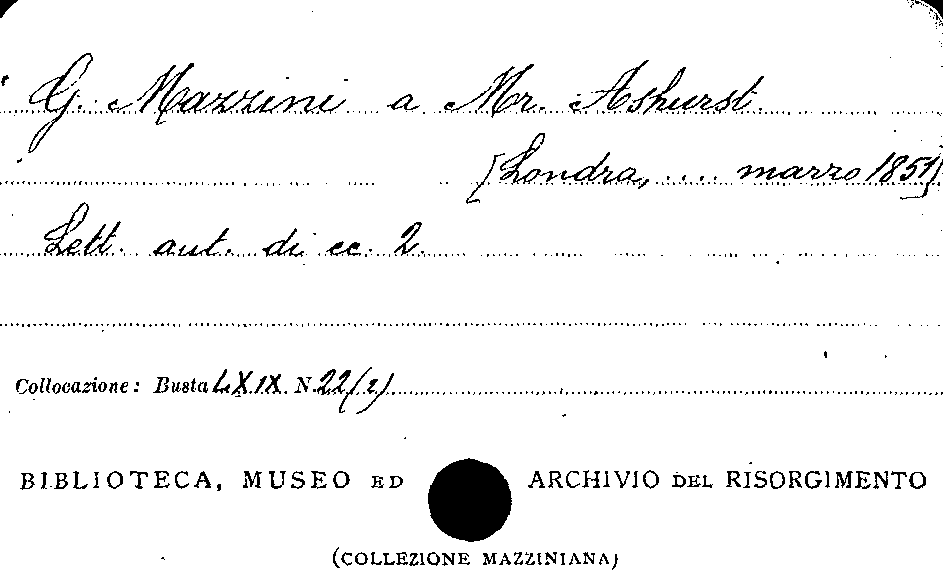 G. Mazzini a Mr. Ashurst.
[Londra, .... marzo 1851]
Lett. aut. di cc. 2.
Collocazione: Busta LXIX N. 22/2)
BIBLIOTECA, MUSEO ED ARCHIVIO DEL RISORGIMENTO
(COLLEZIONE MAZZINIANA)